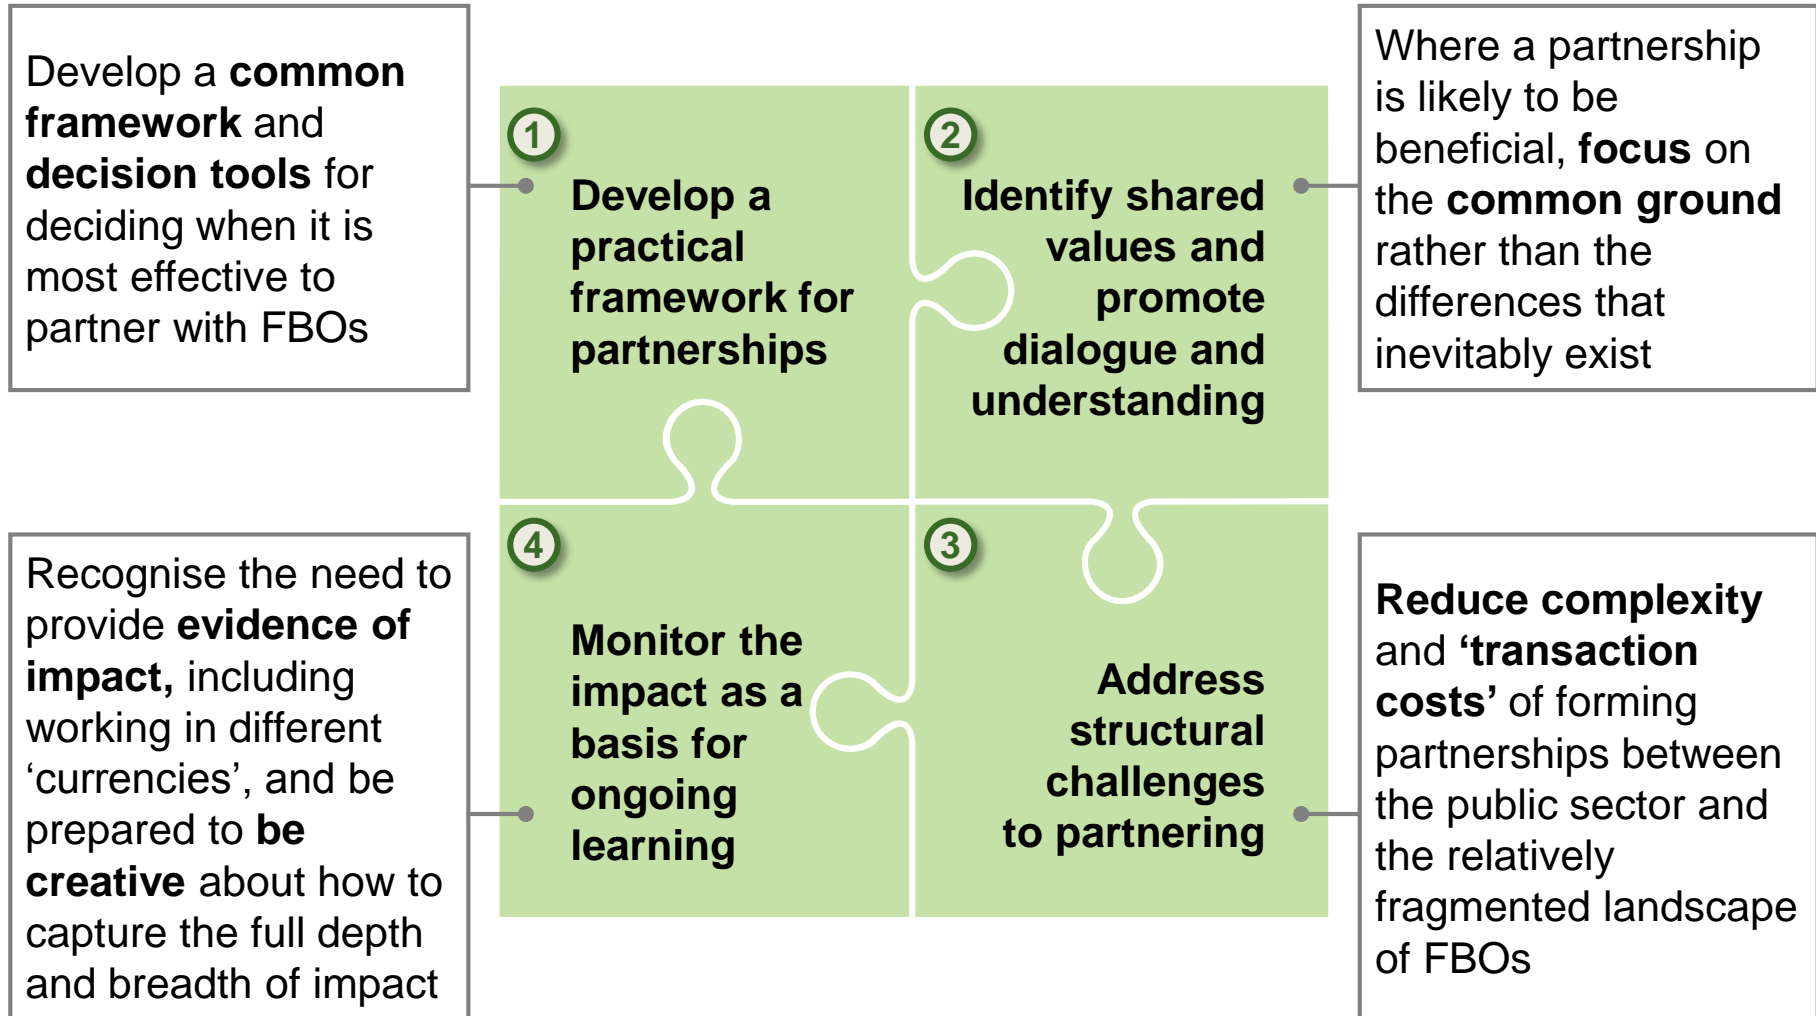 Develop a common
framework and
decision tools for
deciding when it is
most effective to
partner with FBOs
1
Develop a
practical
framework for
partnerships
2
Identify shared
values and
promote
dialogue and
understanding
Where a partnership
is likely to be
beneficial, focus on
the common ground
rather than the
differences that
inevitably exist
Recognise the need to
provide evidence of
impact, including
working in different
‘currencies’, and be
prepared to be
creative about how to
capture the full depth
and breadth of impact
4
Monitor the
impact as a
basis for
ongoing
learning
3
Address
structural
challenges
to partnering
Reduce complexity
and ‘transaction
costs’ of forming
partnerships between
the public sector and
the relatively
fragmented landscape
of FBOs